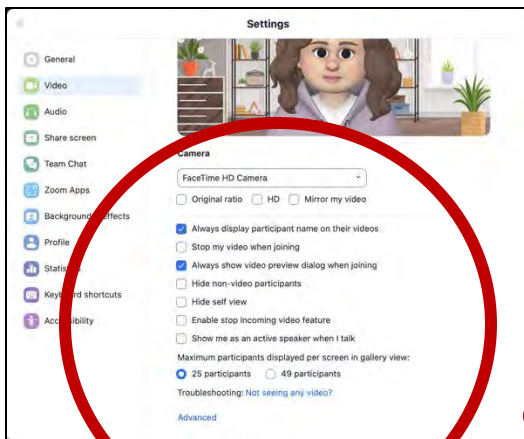 Settings
General
Video
Audio
Share screen
Team Chat
Zoom Apps
Background effects
Profile
Keyboard shortcuts
Accessibility
Camera
FaceTime HD Camera
Original ratio HD Mirror my video
Always display participant name on their videos
Stop my video when joining
Always show video preview dialog when joining
Hide non-video participants
Hide self view
Enable stop incoming video feature
Show me as an active speaker when I talk
Maximum participants displayed per screen in gallery view:
25 participants 49 participants
Troubleshooting: Not seeing any video?
Advanced